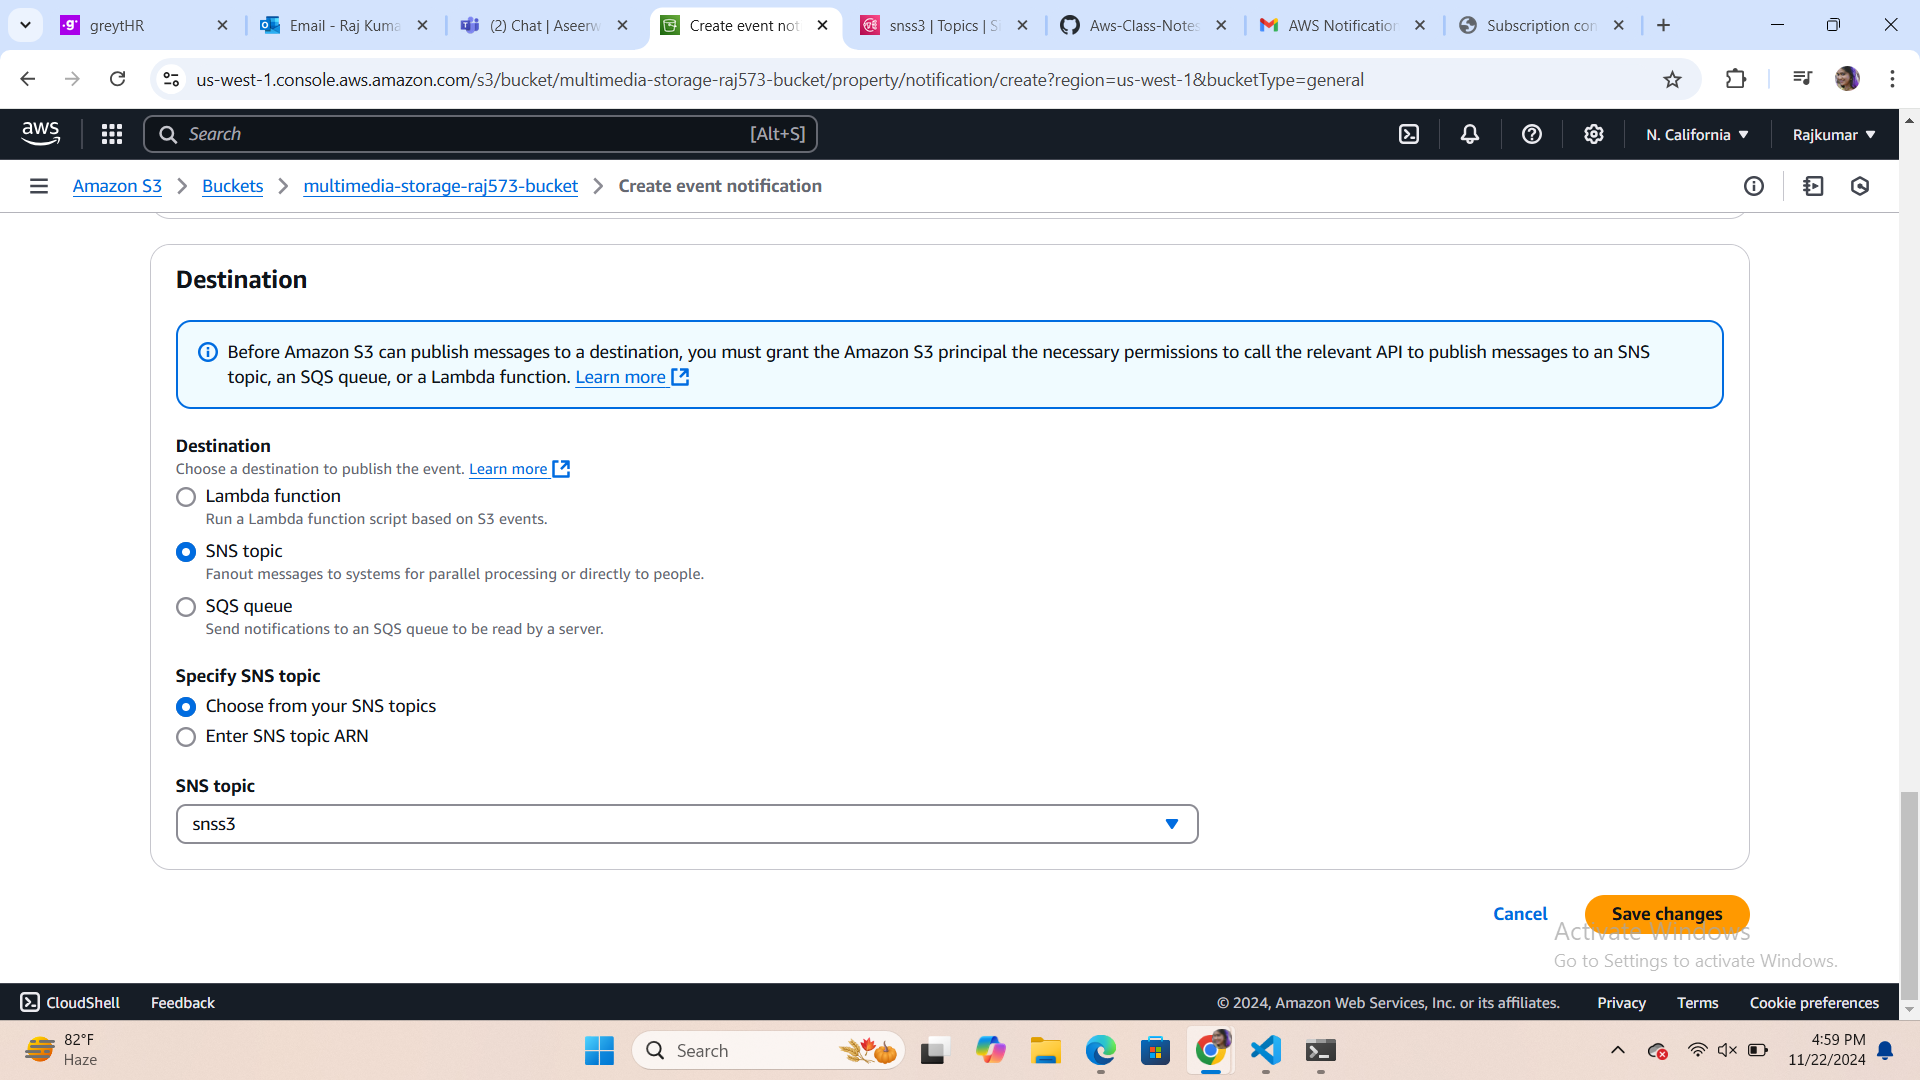 greytHR
Email - Raj Kuma
(2) Chat | Aseerw
Create event not
snss3 | Topics | Si
Aws-Class-Notes
AWS Notification
Subscription con
us-west-1.console.aws.amazon.com/s3/bucket/multimedia-storage-raj573-bucket/property/notification/create?region=us-west-1&bucketType=general
aws
Search
[Alt+S]
N. California
Rajkumar
Amazon S3
Buckets
multimedia-storage-raj573-bucket
Create event notification
Destination
Before Amazon S3 can publish messages to a destination, you must grant the Amazon S3 principal the necessary permissions to call the relevant API to publish messages to an SNS
topic, an SQS queue, or a Lambda function. Learn more
Destination
Choose a destination to publish the event. Learn more
Lambda function
Run a Lambda function script based on S3 events.
SNS topic
Fanout messages to systems for parallel processing or directly to people.
SQS queue
Send notifications to an SQS queue to be read by a server.
Specify SNS topic
Choose from your SNS topics
Enter SNS topic ARN
SNS topic
snss3
Cancel
Save changes
Activate Windows
Go to Settings to activate Windows.
CloudShell
Feedback
© 2024, Amazon Web Services, Inc. or its affiliates.
Privacy
Terms
Cookie preferences
82°F
Haze
Search
4:59 PM
11/22/2024